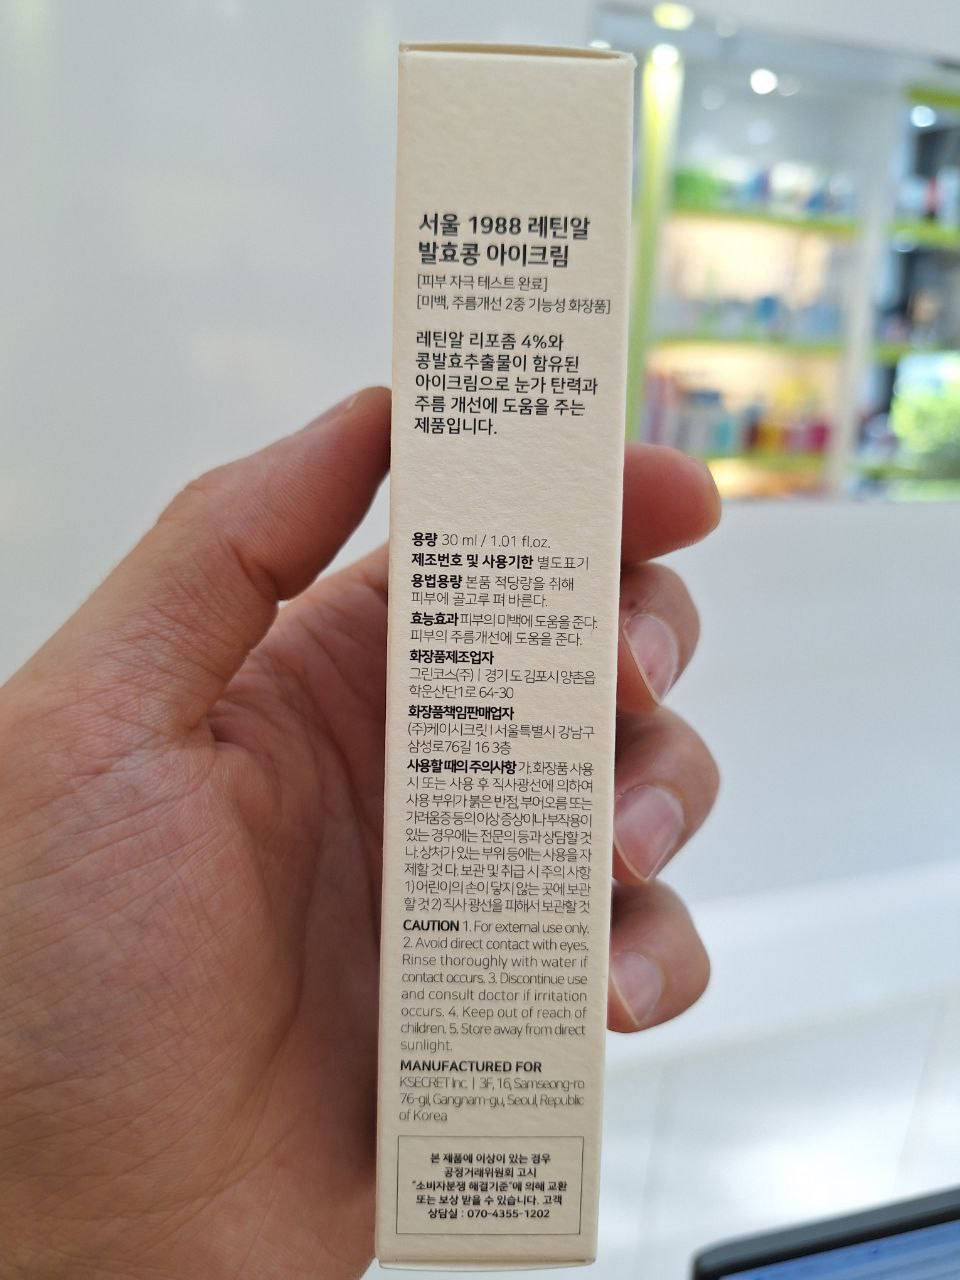 서울 1988 레틴알
발효콩 아이크림
[피부 자극 테스트 완료]
[미백, 주름개선 2중 기능성 화장품]
레틴알 리포좀 4%와
콩발효추출물이 함유된
아이크림으로 눈가 탄력과
주름 개선에 도움을 주는
제품입니다.
용량 30 ml / 1.01 fl.oz.
제조번호 및 사용기한 별도표기
용법용량 본품 적당량을 취해
피부에 골고루 펴 바른다.
효능효과 피부의 미백에 도움을 준다.
피부의 주름개선에 도움을 준다.
화장품제조업자
그린코스(주) | 경기도 김포시 양촌읍
학운산단1로 64-30
화장품책임판매업자
(주)케이시크릿 | 서울특별시 강남구
삼성로76길 16 3층
사용할 때의 주의사항 가. 화장품 사용
시 또는 사용 후 직사광선에 의하여
사용 부위가 붉은 반점, 부어오름 또는
가려움증 등의 이상 증상이나 부작용이
있는 경우에는 전문의 등과 상담할 것
나. 상처가 있는 부위 등에는 사용을 자
제할 것 다. 보관 및 취급 시 주의 사항
1) 어린이의 손이 닿지 않는 곳에 보관
할 것 2) 직사광선을 피해서 보관할 것
CAUTION 1. For external use only.
2. Avoid direct contact with eyes.
Rinse thoroughly with water if
contact occurs. 3. Discontinue use
and consult doctor if irritation
occurs. 4. Keep out of reach of
children. 5. Store away from direct
sunlight.
MANUFACTURED FOR
KSECRET Inc. | 3F, 16, Samseong-ro
76-gil, Gangnam-gu, Seoul, Republic
of Korea
본 제품에 이상이 있는 경우
공정거래위원회 고시
"소비자분쟁 해결기준"에 의해 교환
또는 보상 받을 수 있습니다. 고객
상담실 : 070-4355-1202